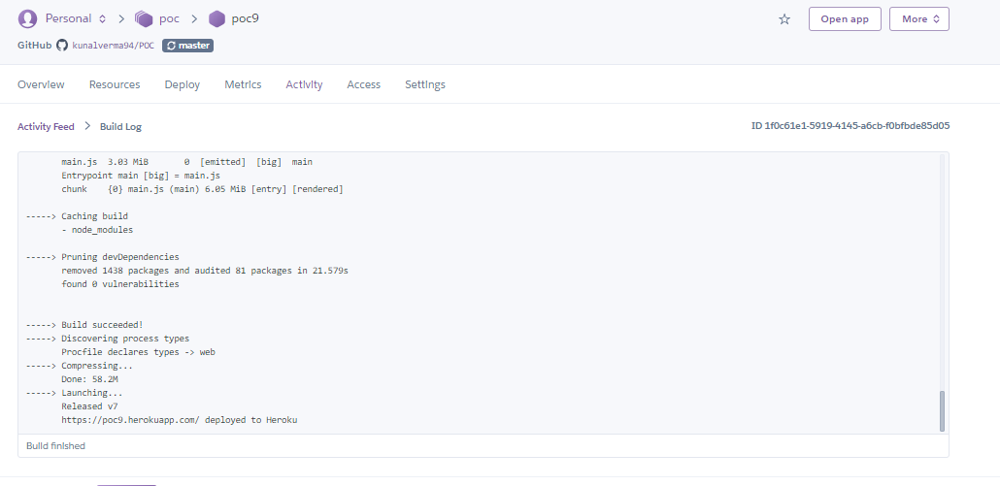 Personal > poc > poc9
Open app
More
GitHub kunalverma94/POC master
Overview Resources Deploy Metrics Activity Access Settings
Activity Feed > Build Log
ID 1f0c61e1-5919-4145-a6cb-f0bfbde85d05
main.js 3.03 MiB 0 [emitted] [big] main
Entrypoint main [big] = main.js
chunk {0} main.js (main) 6.05 MiB [entry] [rendered]
-----> Caching build
- node_modules
-----> Pruning devDependencies
removed 1438 packages and audited 81 packages in 21.579s
found 0 vulnerabilities
-----> Build succeeded!
-----> Discovering process types
Procfile declares types -> web
-----> Compressing...
Done: 58.2M
-----> Launching...
Released v7
https://poc9.herokuapp.com/ deployed to Heroku
Build finished